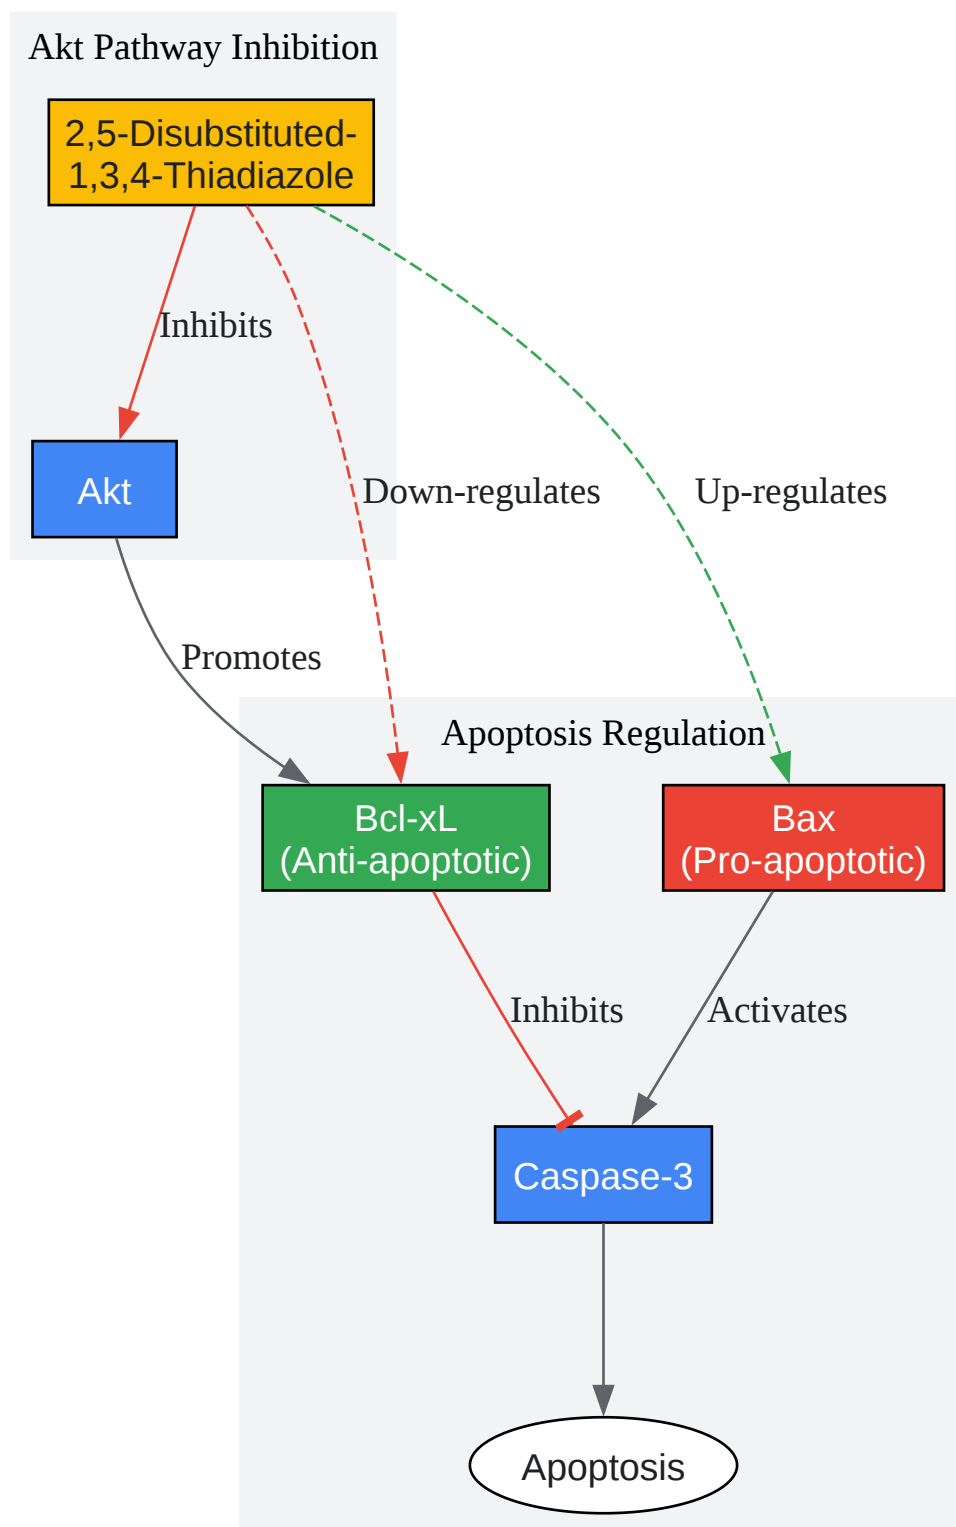 Akt Pathway Inhibition
2,5-Disubstituted-
1,3,4-Thiadiazole
Inhibits
Akt
Down-regulates
Up-regulates
Promotes
Apoptosis Regulation
Bcl-xL
(Anti-apoptotic)
Bax
(Pro-apoptotic)
Inhibits
Activates
Caspase-3
Apoptosis